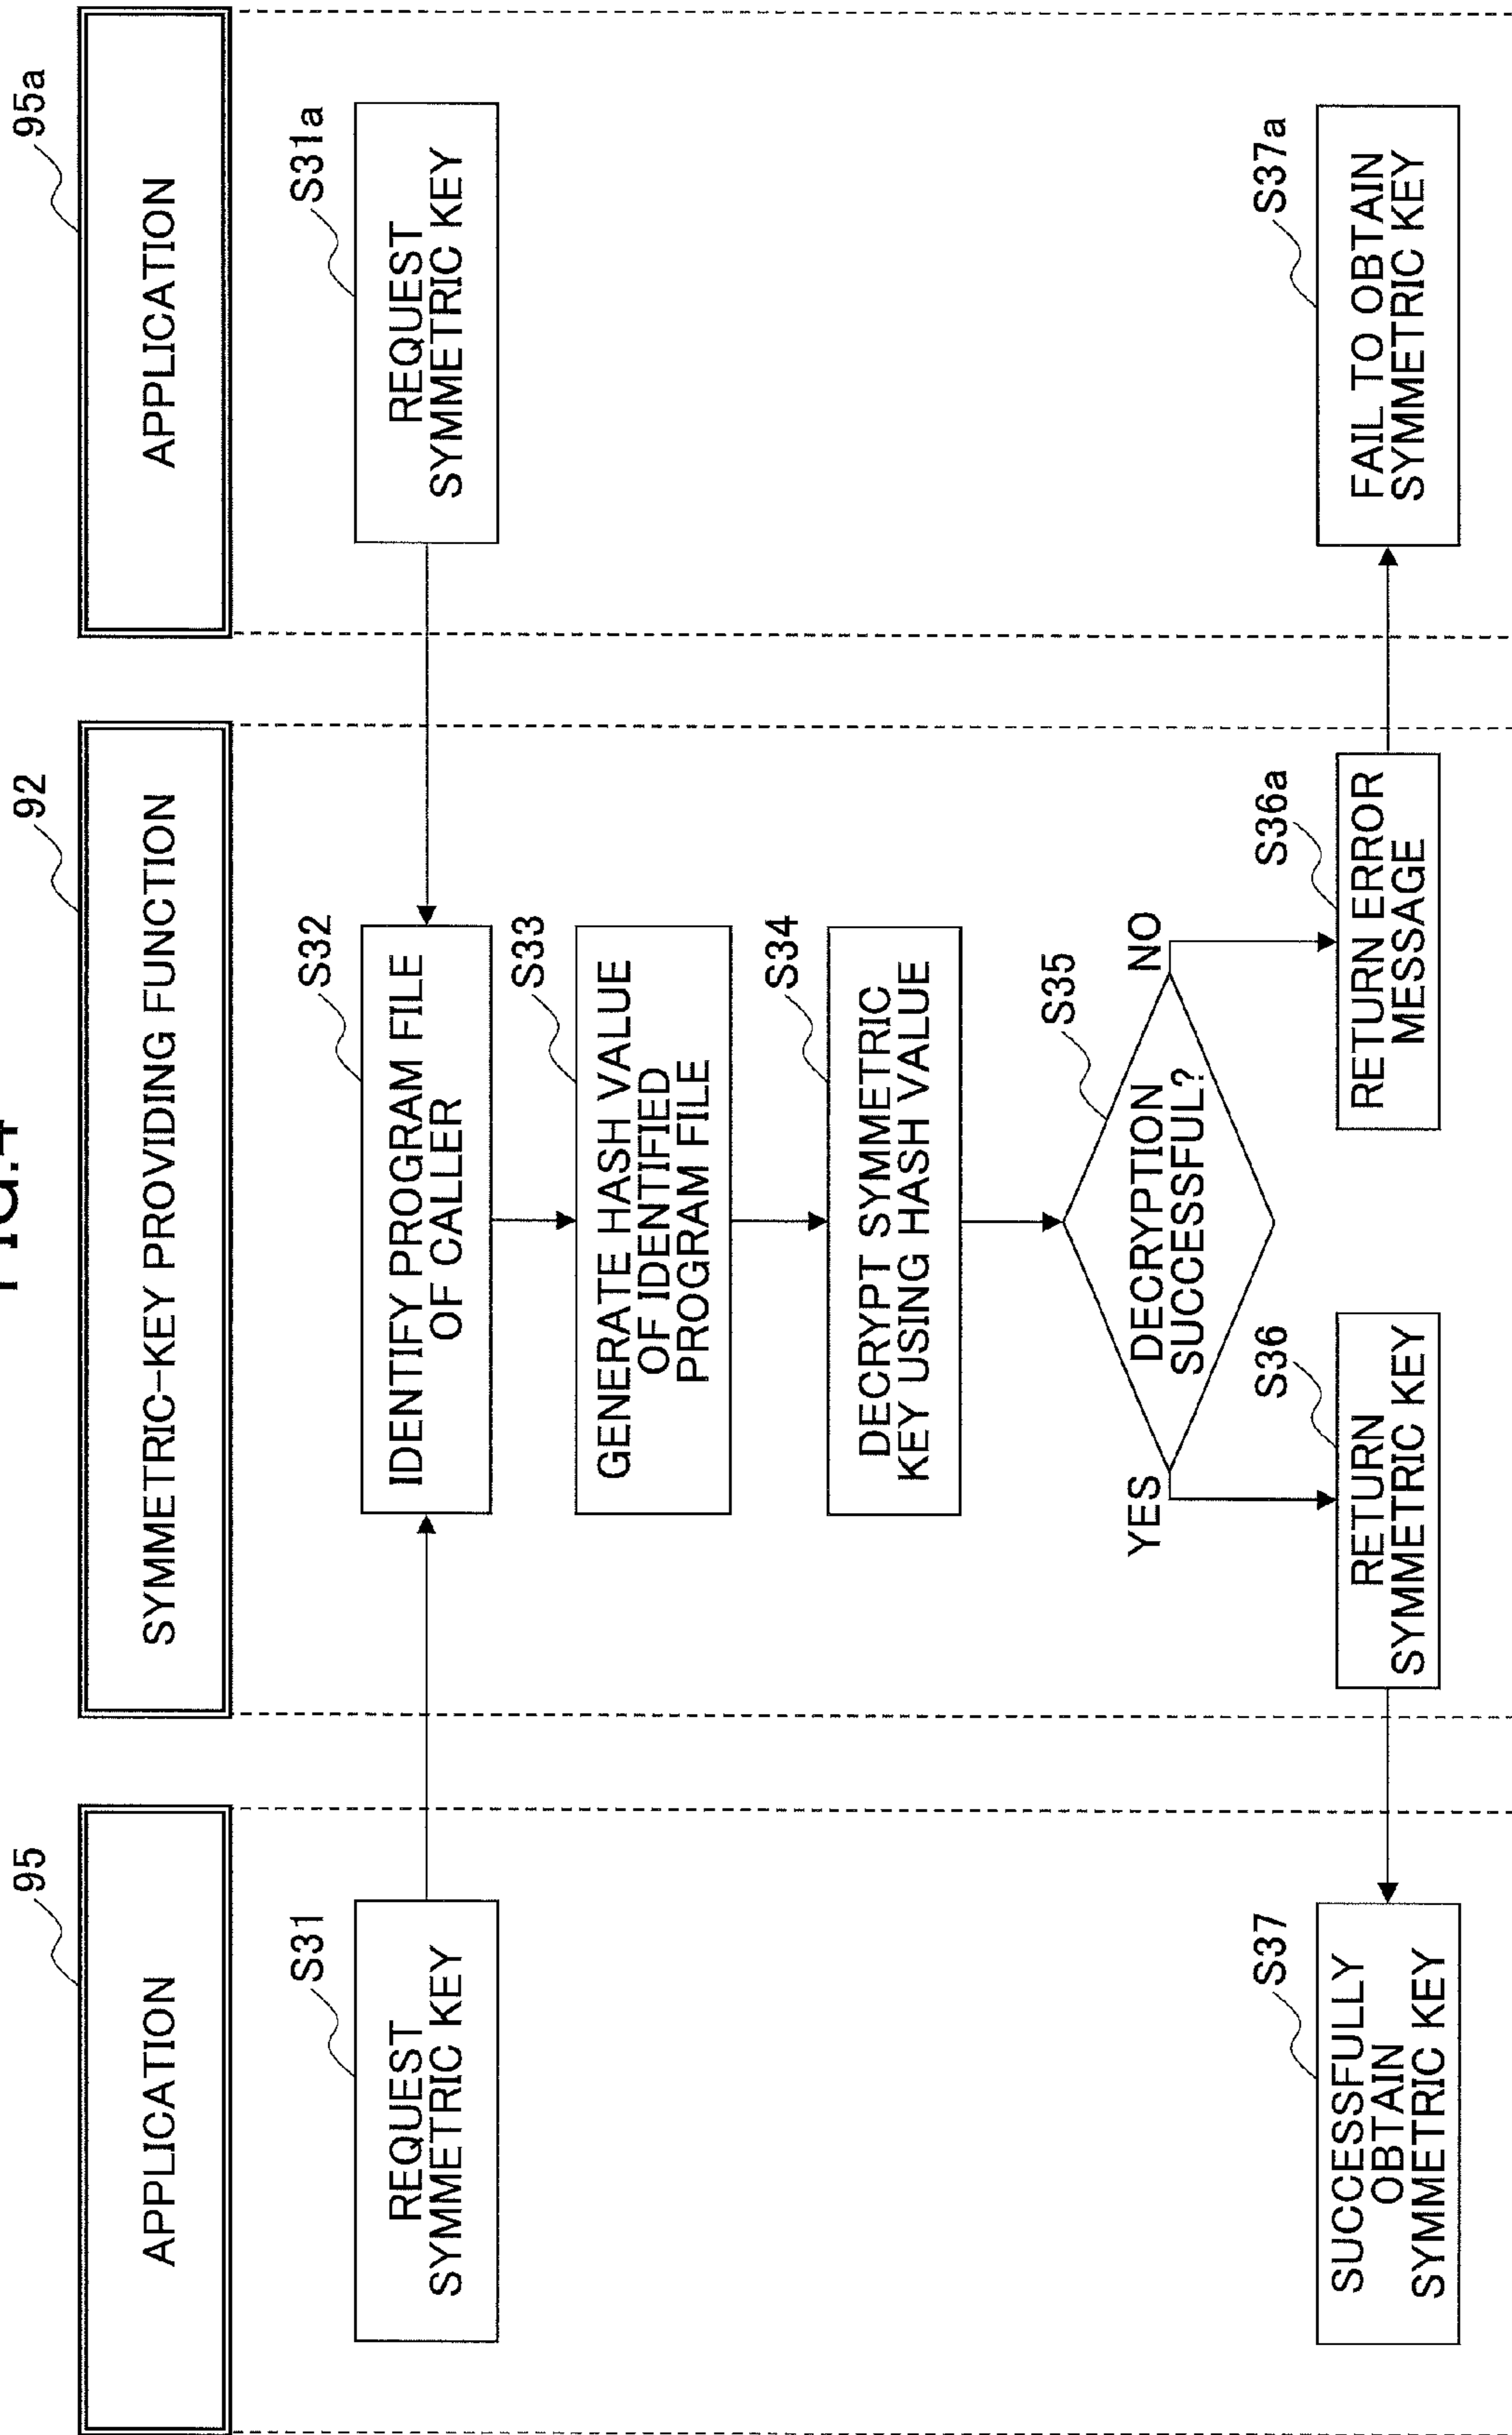 FIG.4
95
92
95a
APPLICATION
SYMMETRIC-KEY PROVIDING FUNCTION
APPLICATION
S31
REQUEST
SYMMETRIC KEY
S32
IDENTIFY PROGRAM FILE
OF CALLER
S31a
REQUEST
SYMMETRIC KEY
S33
GENERATE HASH VALUE
OF IDENTIFIED
PROGRAM FILE
S34
DECRYPT SYMMETRIC
KEY USING HASH VALUE
S35
DECRYPTION
SUCCESSFUL?
YES
NO
S37
SUCCESSFULLY
OBTAIN
SYMMETRIC KEY
S36
RETURN
SYMMETRIC KEY
S36a
RETURN ERROR
MESSAGE
S37a
FAIL TO OBTAIN
SYMMETRIC KEY